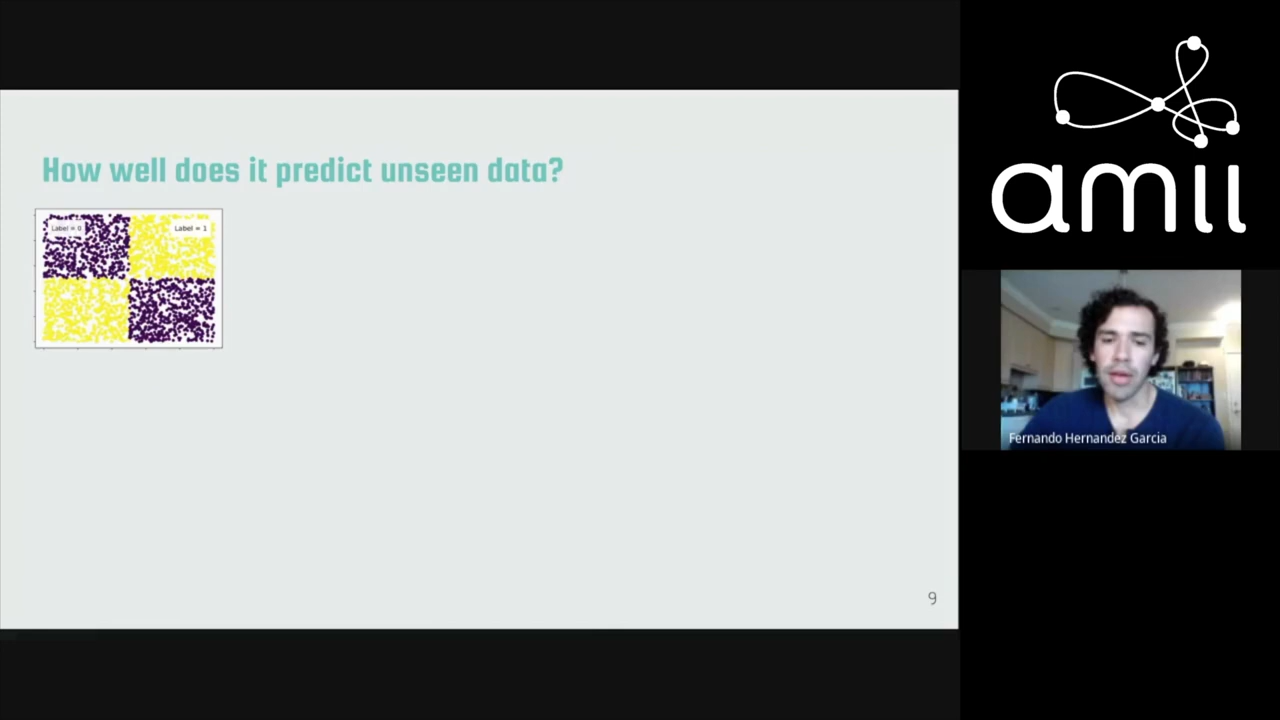 How well does it predict unseen data?
Label = 0
Label = 1
9
amii
Fernando Hernandez Garcia